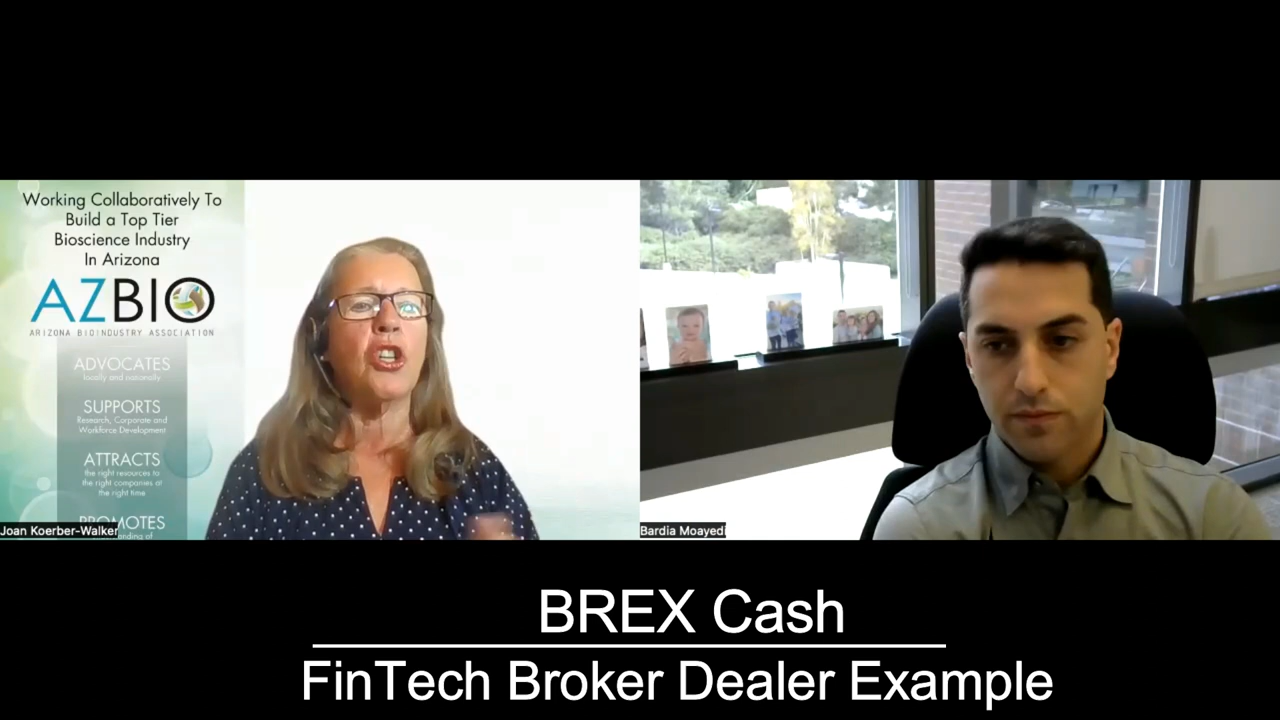 Working Collaboratively To
Build a Top Tier
Bioscience Industry
In Arizona
AZBIO
ARIZONA BIOINDUSTRY ASSOCIATION
ADVOCATES
locally and nationally
SUPPORTS
Research, Corporate and
Workforce Development
ATTRACTS
the right resources to
the right companies at
the right time
PROMOTES
Joan Koerber-Walker
Bardia Moayedi
BREX Cash
FinTech Broker Dealer Example